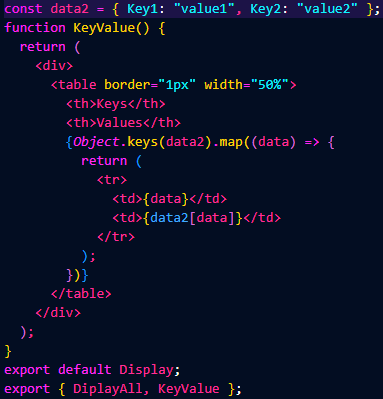 const data2 = { Key1: "value1", Key2: "value2" };
function KeyValue() {
  return (
    <div>
      <table border="1px" width="50%">
        <th>Keys</th>
        <th>Values</th>
        {Object.keys(data2).map((data) => {
          return (
            <tr>
              <td>{data}</td>
              <td>{data2[data]}</td>
            </tr>
          );
        })}
      </table>
    </div>
  );
}
export default Display;
export { DiplayAll, KeyValue };